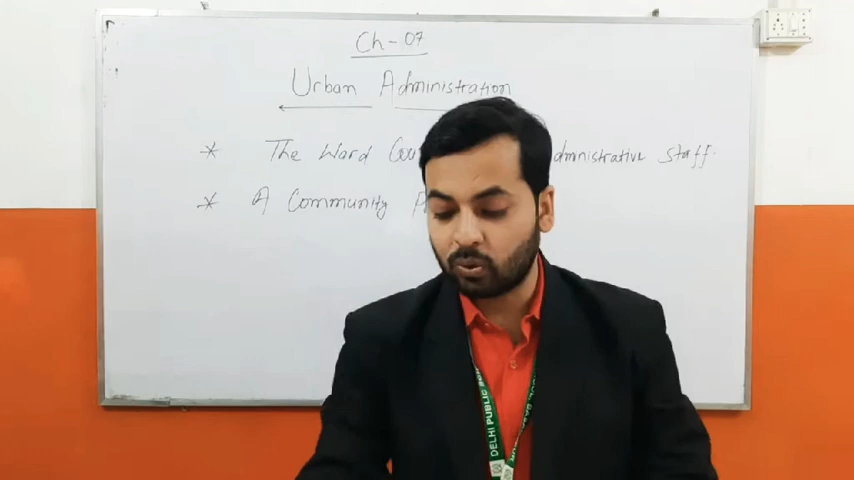 Ch - 07
Urban Administration
* The Ward dministrative staff.
* A Community
DELHI PUBLIC